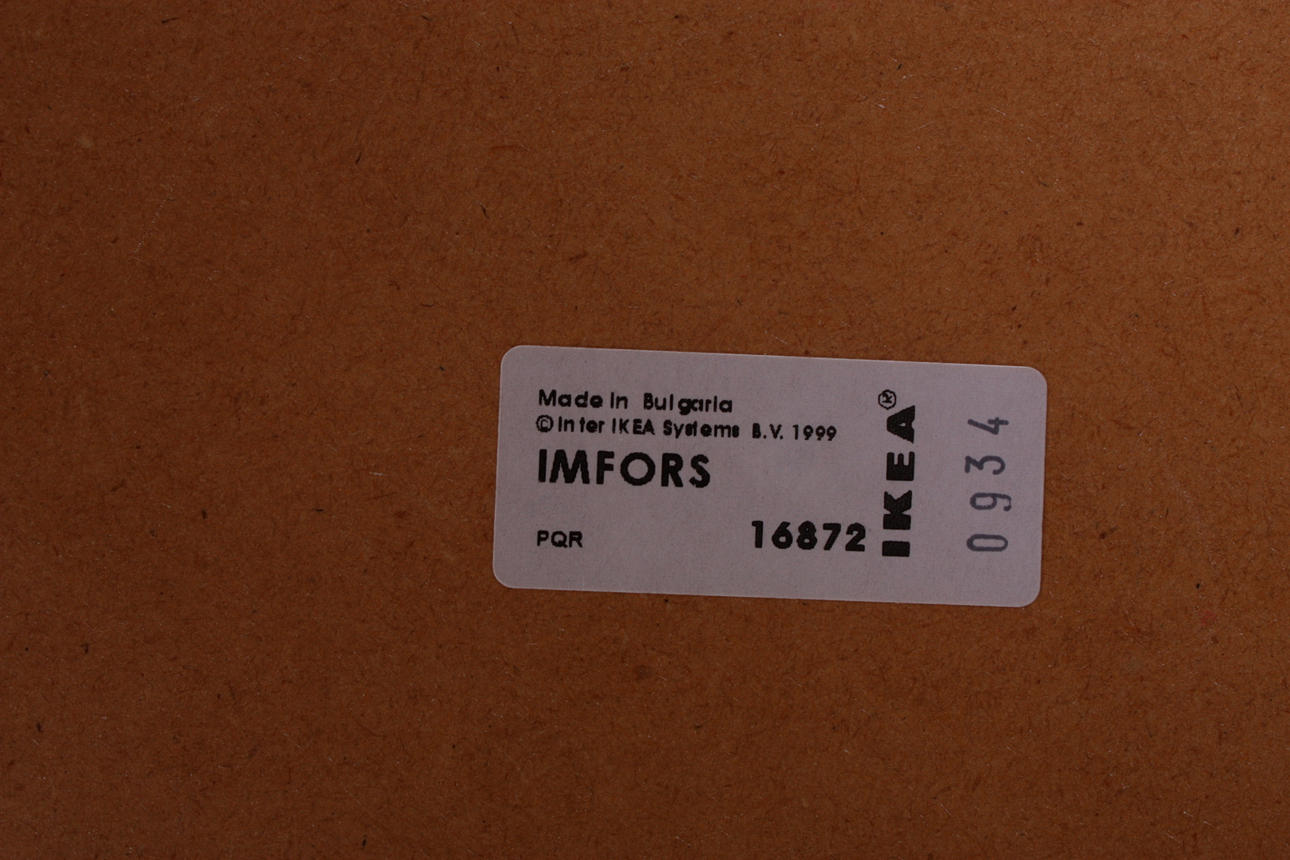 Made in Bulgaria
© Inter IKEA Systems B.V. 1999
IMFORS
PQR
16872
IKEA®
0934